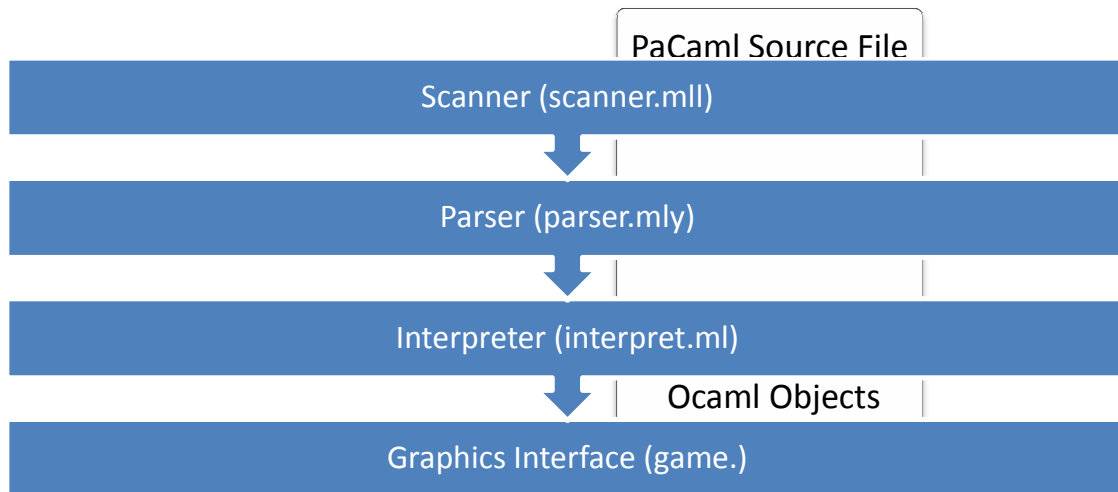 PaCaml Source File
Scanner (scanner.mll)
Parser (parser.mly)
Interpreter (interpret.ml)
Ocaml Objects
Graphics Interface (game.)